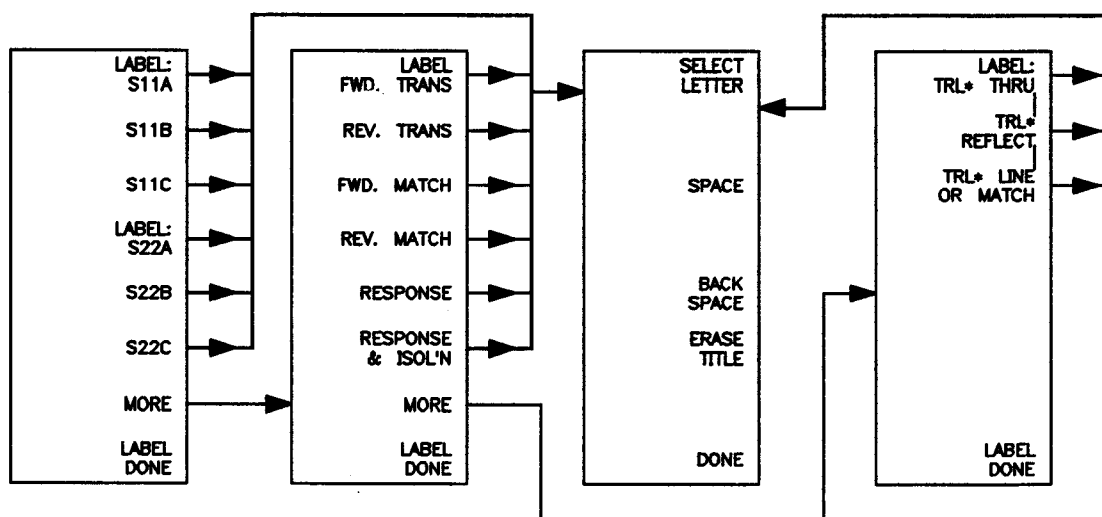 LABEL:
S11A
S11B
S11C
LABEL:
S22A
S22B
S22C
MORE
LABEL
DONE
LABEL
FWD. TRANS
REV. TRANS
FWD. MATCH
REV. MATCH
RESPONSE
RESPONSE
& ISOL'N
MORE
LABEL
DONE
SELECT
LETTER
SPACE
BACK
SPACE
ERASE
TITLE
DONE
LABEL:
TRL* THRU
TRL*
REFLECT
TRL* LINE
OR MATCH
LABEL
DONE